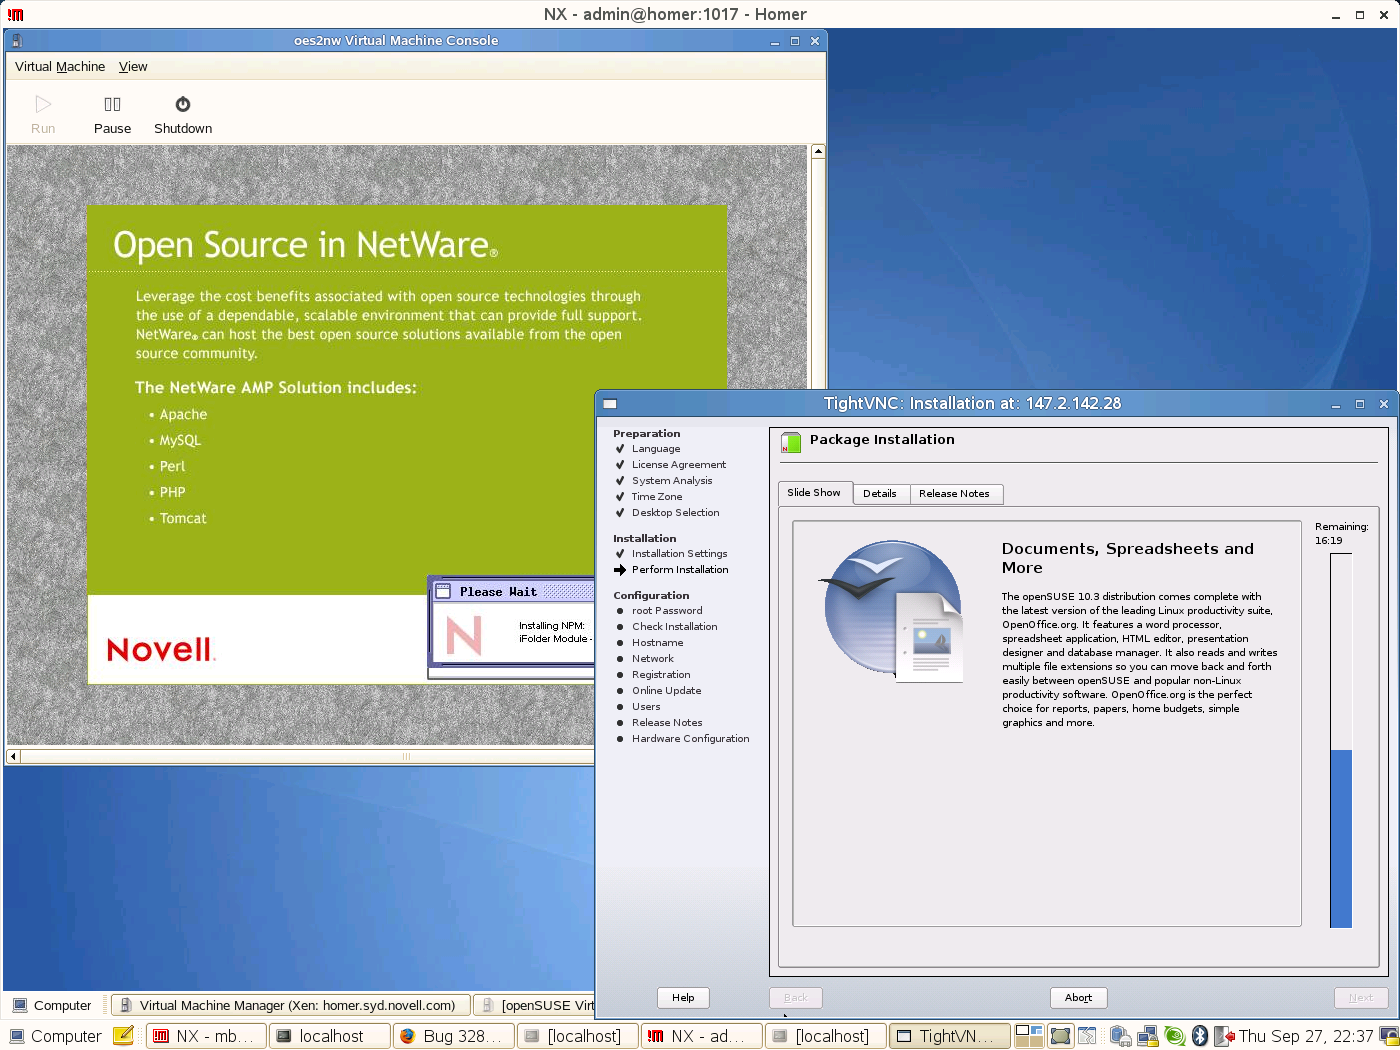 NX - admin@homer:1017 - Homer
oes2nw Virtual Machine Console
Virtual Machine View
Run Pause Shutdown
Open Source in NetWare®
Leverage the cost benefits associated with open source technologies through
the use of a dependable, scalable environment that can provide full support.
NetWare® can host the best open source solutions available from the open
source community.
The NetWare AMP Solution includes:
• Apache
• MySQL
• Perl
• PHP
• Tomcat
Novell.
Please Wait
N
Installing NPM:
iFolder Module -
TightVNC: Installation at: 147.2.142.28
Preparation
Language
License Agreement
System Analysis
Time Zone
Desktop Selection
Installation
Installation Settings
Perform Installation
Configuration
root Password
Check Installation
Hostname
Network
Registration
Online Update
Users
Release Notes
Hardware Configuration
Package Installation
Slide Show Details Release Notes
Remaining:
16:19
Documents, Spreadsheets and
More
The openSUSE 10.3 distribution comes complete with
the latest version of the leading Linux productivity suite,
OpenOffice.org. It features a word processor,
spreadsheet application, HTML editor, presentation
designer and database manager. It also reads and writes
multiple file extensions so you can move back and forth
easily between openSUSE and popular non-Linux
productivity software. OpenOffice.org is the perfect
choice for reports, papers, home budgets, simple
graphics and more.
Help Back Abort Next
Computer Virtual Machine Manager (Xen: homer.syd.novell.com) [openSUSE Virt
Computer NX - mb... localhost Bug 328... [localhost] NX - ad... [localhost] TightVN... Thu Sep 27, 22:37